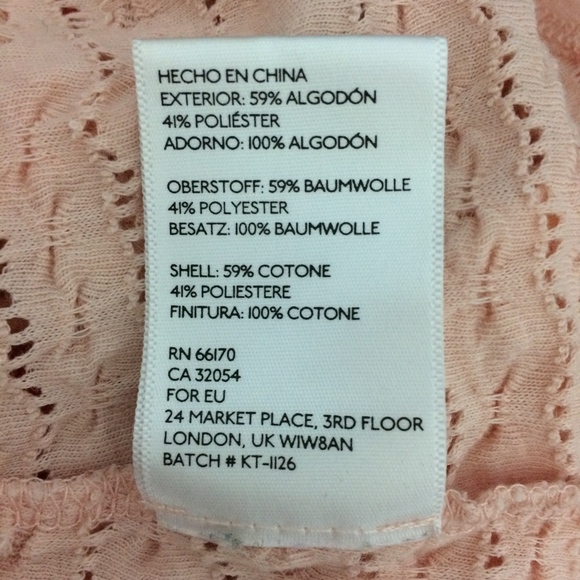 HECHO EN CHINA
EXTERIOR: 59% ALGODÓN
41% POLIÉSTER
ADORNO: 100% ALGODÓN
OBERSTOFF: 59% BAUMWOLLE
41% POLYESTER
BESATZ: 100% BAUMWOLLE
SHELL: 59% COTONE
41% POLIESTERE
FINITURA: 100% COTONE
RN 66170
CA 32054
FOR EU
24 MARKET PLACE, 3RD FLOOR
LONDON, UK W1W8AN
BATCH # KT-1126